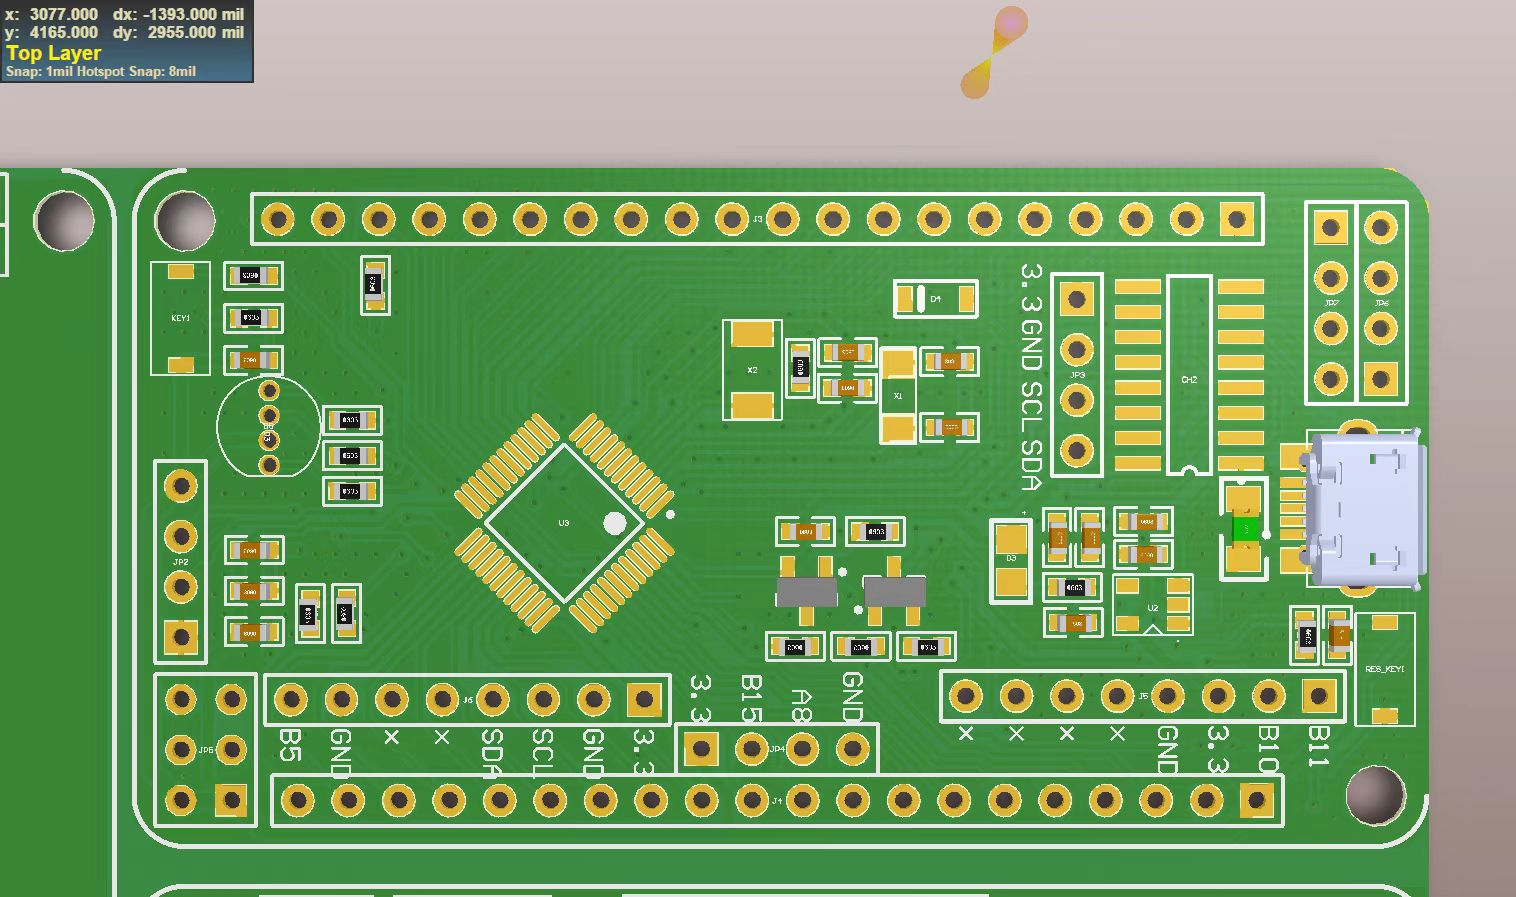 x: 3077.000 dx: -1393.000 mil
y: 4165.000 dy: 2955.000 mil
Top Layer
Snap: 1mil Hotspot Snap: 8mil
J3
KEY1
D4
3.3
GND
SCL
SDA
JP3
CH2
JP7
JP6
X2
X1
U3
JP2
D3
U2
RES_KEY1
JP5
J6
B5
GND
×
×
SDA
SCL
GND
3.3
3.3
B15
A8
GND
JP4
J5
×
×
×
×
GND
3.3
B10
B11
J4